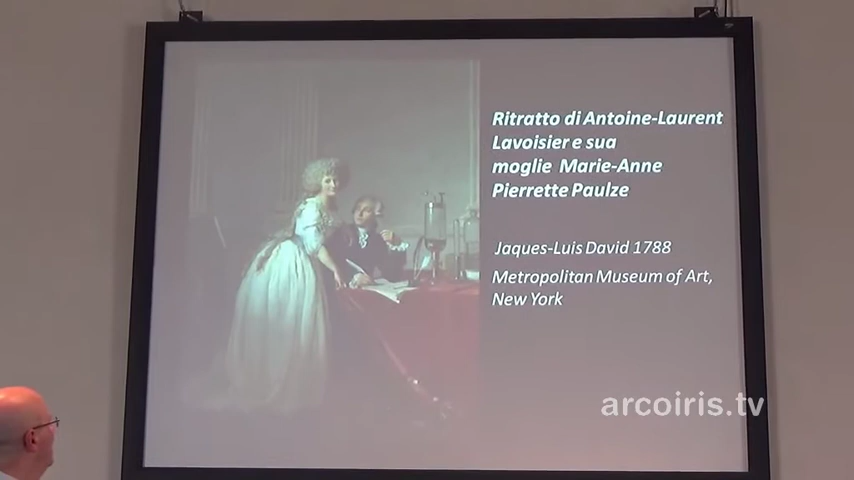 Ritratto di Antoine-Laurent
Lavoisier e sua
moglie Marie-Anne
Pierrette Paulze
Jaques-Luis David 1788
Metropolitan Museum of Art,
New York
arcoiris.tv